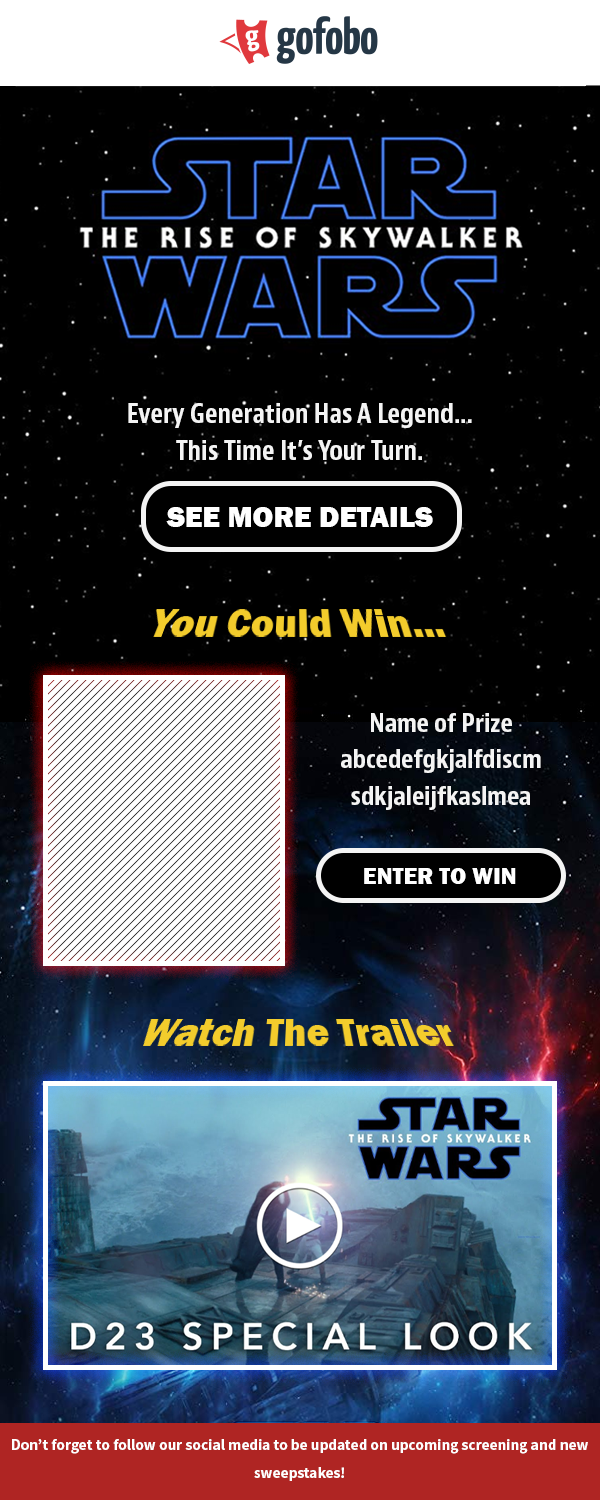 g gofobo
STAR
THE RISE OF SKYWALKER
WARS
Every Generation Has A Legend...
This Time It's Your Turn.
SEE MORE DETAILS
You Could Win...
Name of Prize
abcedefgkjalfdiscm
sdkjaleijfkaslmea
ENTER TO WIN
Watch The Trailer
STAR
THE RISE OF SKYWALKER
WARS
D23 SPECIAL LOOK
Don't forget to follow our social media to be updated on upcoming screening and new
sweepstakes!